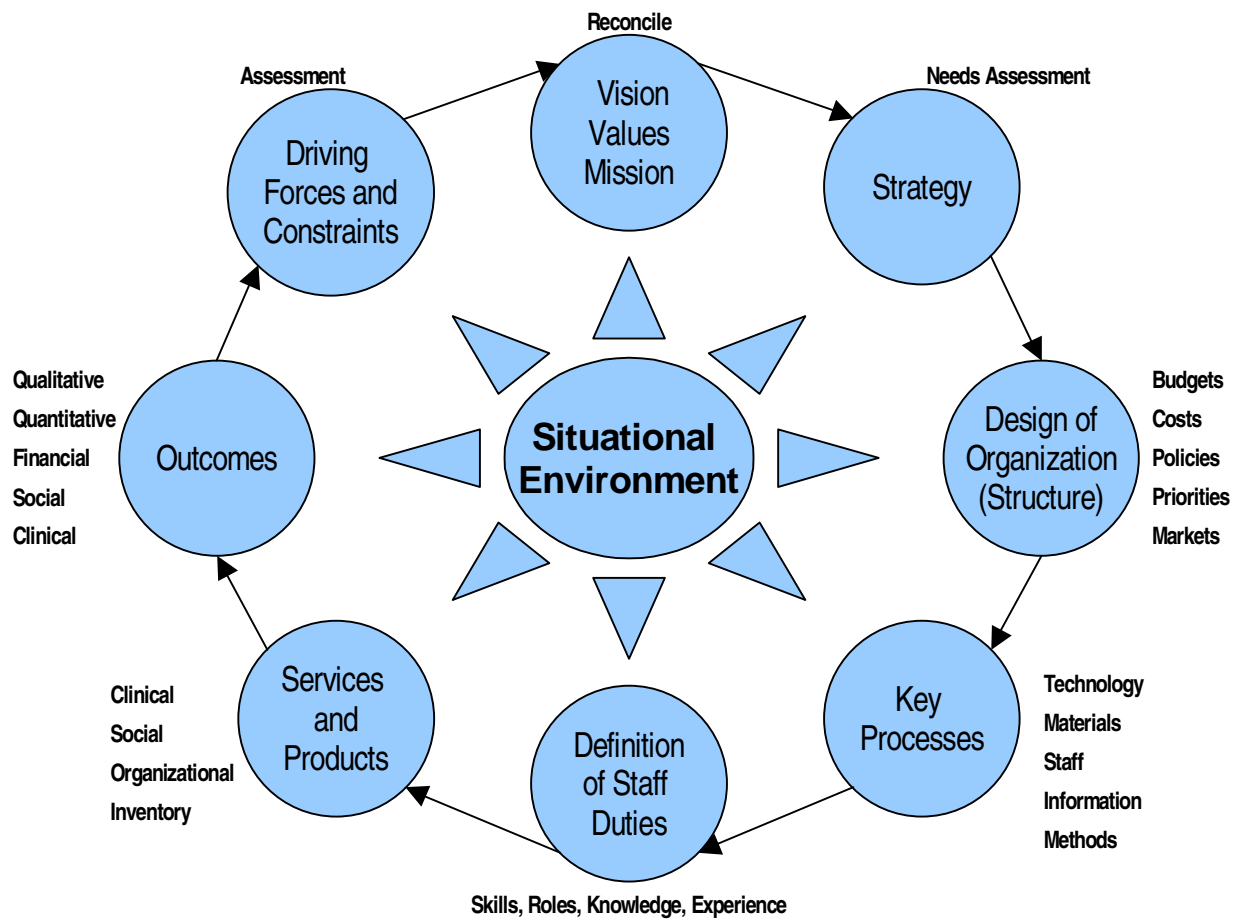 Reconcile
Assessment
Needs Assessment
Vision
Values
Mission
Driving
Forces and
Constraints
Strategy
Qualitative
Quantitative
Financial
Social
Clinical
Outcomes
Situational
Environment
Design of
Organization
(Structure)
Budgets
Costs
Policies
Priorities
Markets
Clinical
Social
Organizational
Inventory
Services
and
Products
Definition
of Staff
Duties
Key
Processes
Technology
Materials
Staff
Information
Methods
Skills, Roles, Knowledge, Experience